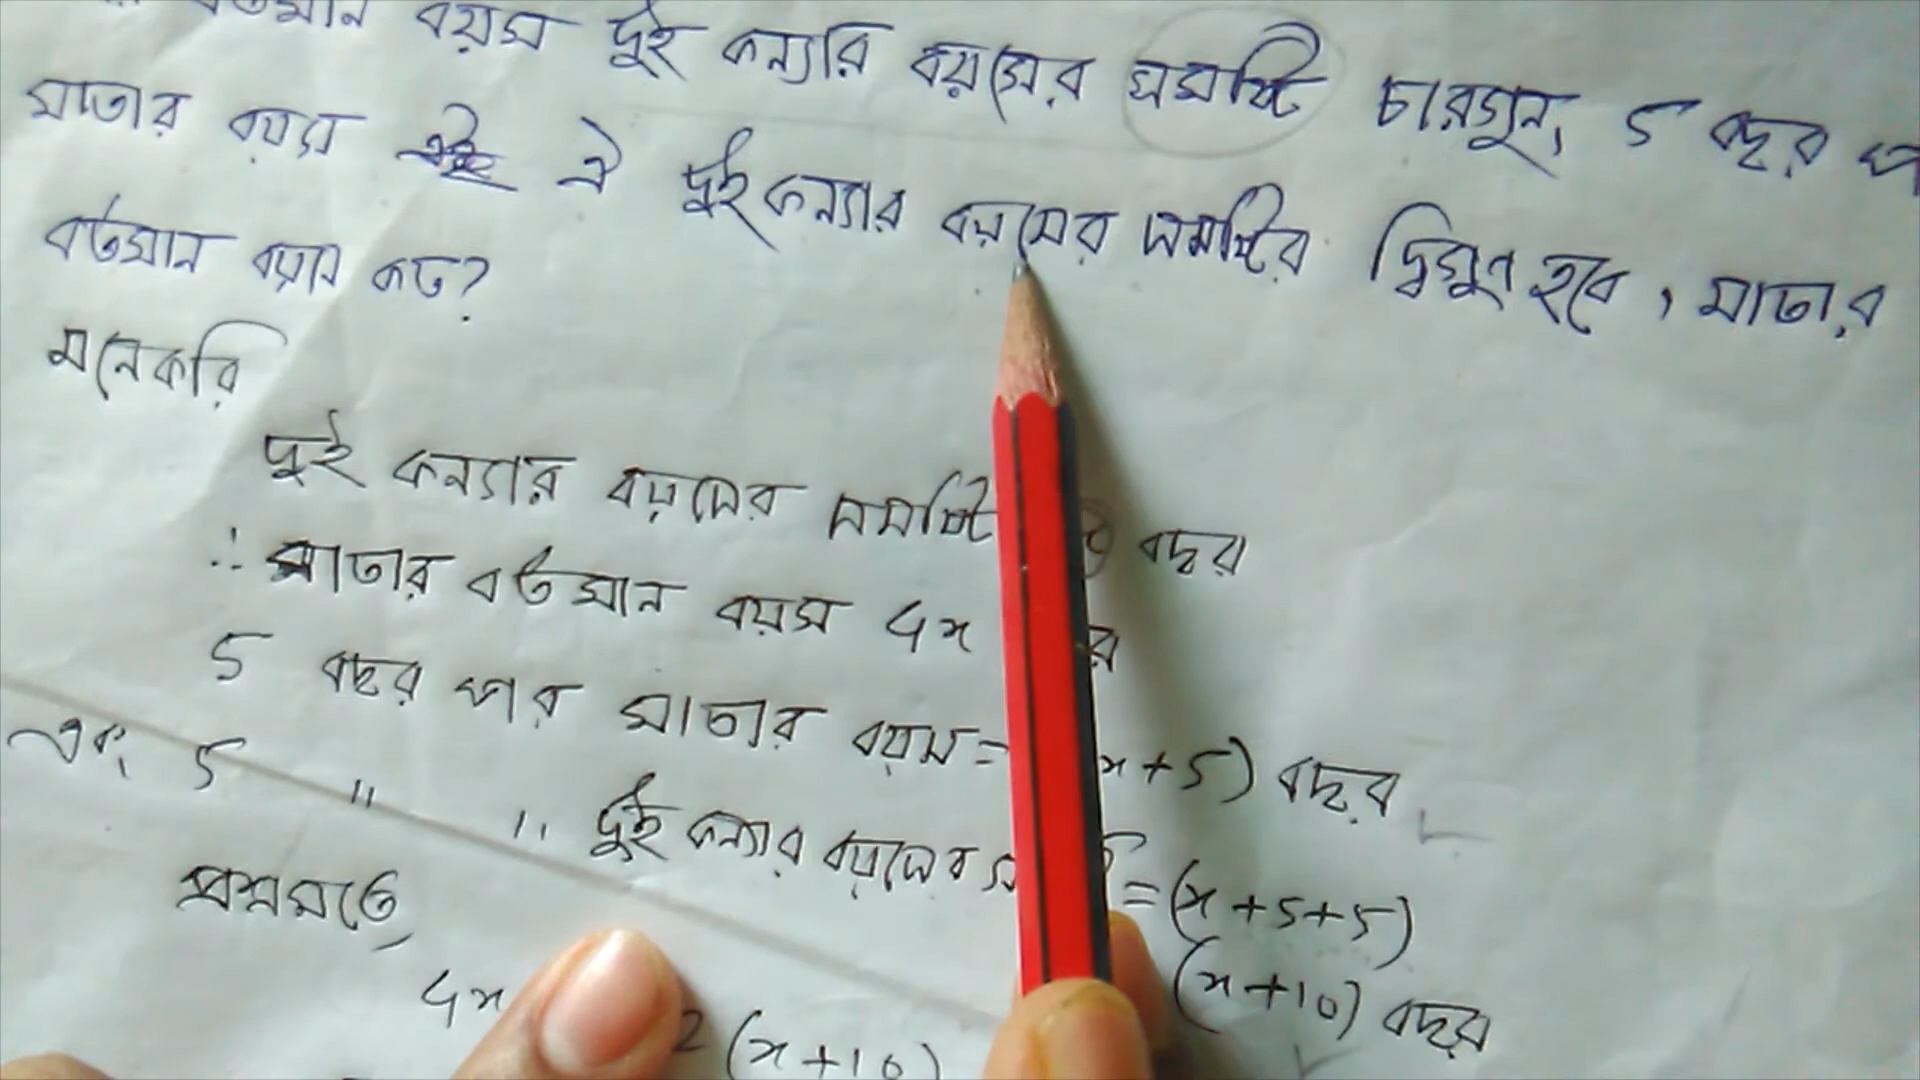 বর্তমান বয়স দুই কন্যার বয়সের সমষ্টি চারগুন, 5 বছর
মাতার বয়স ঐ দুই কন্যার বয়সের সমষ্টির দ্বিগুণ হবে, মাতার
বর্তমান বয়স কত?
মনেকরি
দুই কন্যার বয়সের সমষ্টি বছর
∴ মাতার বর্তমান বয়স 4x
5 বছর পর মাতার বয়স = x+5) বছর
এবং 5 " " দুই কন্যার বয়সের = (x+5+5)
(x+10) বছর
প্রশ্নমতে,
4x 2(x+10)